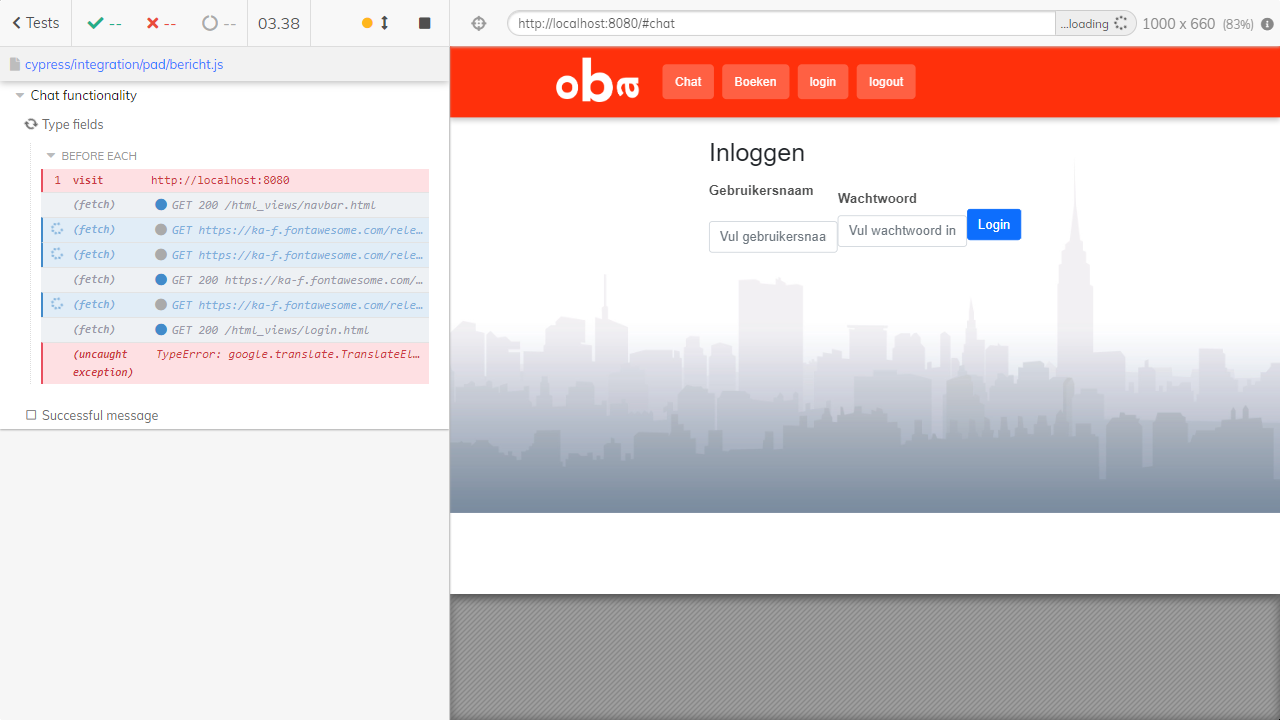 Tests
--
--
--
03.38
http://localhost:8080/#chat
...loading
1000 x 660 (83%)
cypress/integration/pad/bericht.js
Chat functionality
Type fields
BEFORE EACH
1 visit http://localhost:8080
(fetch) GET 200 /html_views/navbar.html
(fetch) GET https://ka-f.fontawesome.com/rele…
(fetch) GET https://ka-f.fontawesome.com/rele…
(fetch) GET 200 https://ka-f.fontawesome.com/…
(fetch) GET https://ka-f.fontawesome.com/rele…
(fetch) GET 200 /html_views/login.html
(uncaught exception) TypeError: google.translate.TranslateEl…
Successful message
oba
Chat
Boeken
login
logout
Inloggen
Gebruikersnaam
Wachtwoord
Vul gebruikersnaa
Vul wachtwoord in
Login